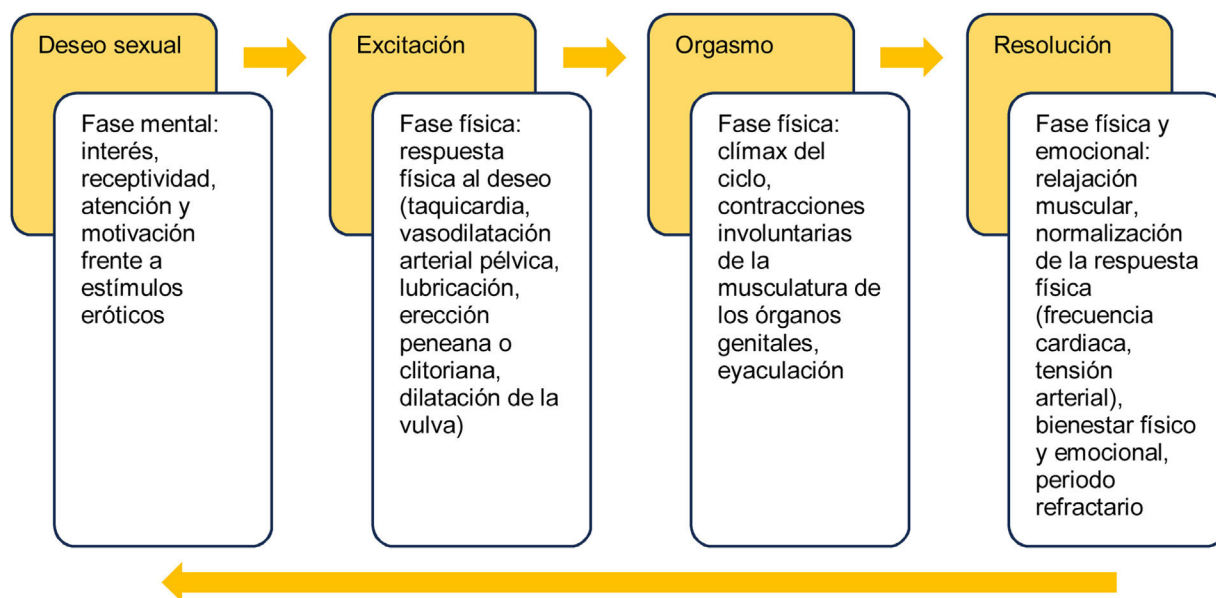 Deseo sexual
Fase mental:
interés,
receptividad,
atención y
motivación
frente a
estímulos
eróticos
Excitación
Fase física:
respuesta
física al deseo
(taquicardia,
vasodilatación
arterial pélvica,
lubricación,
erección
peneana o
clitoriana,
dilatación de la
vulva)
Orgasmo
Fase física:
clímax del
ciclo,
contracciones
involuntarias
de la
musculatura de
los órganos
genitales,
eyaculación
Resolución
Fase física y
emocional:
relajación
muscular,
normalización
de la respuesta
física
(frecuencia
cardiaca,
tensión
arterial),
bienestar físico
y emocional,
periodo
refractario